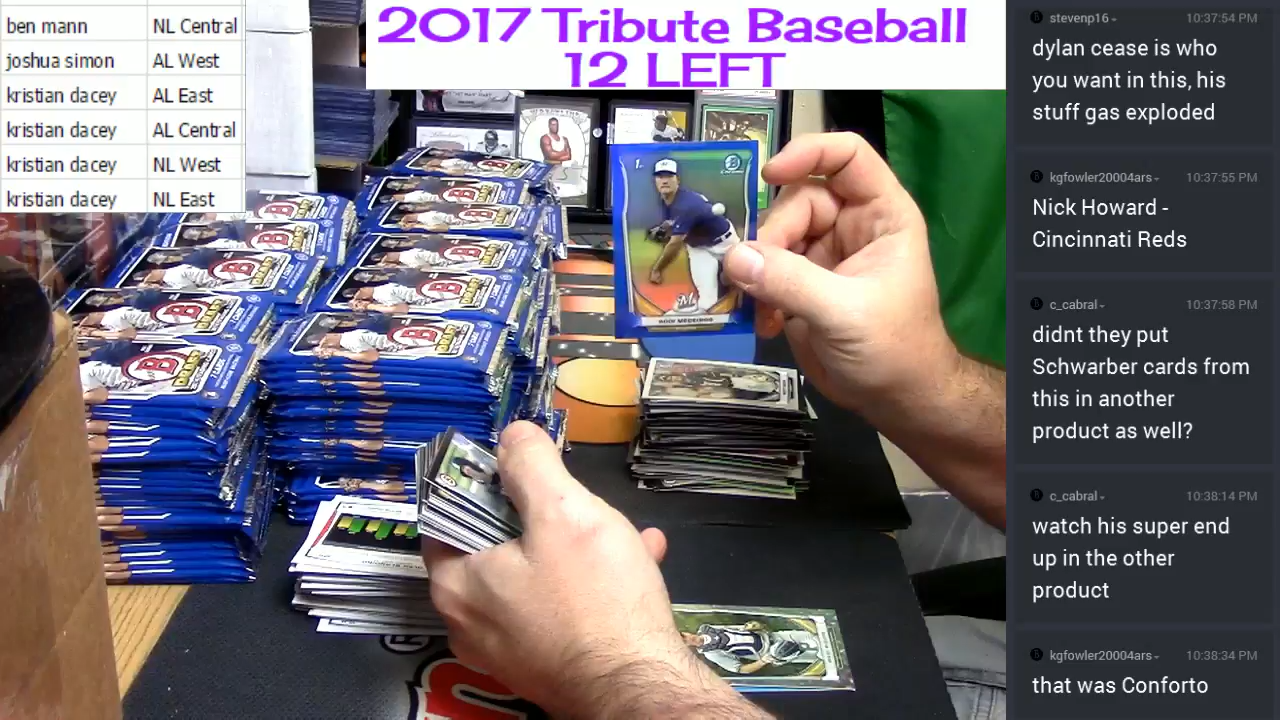 ben mann NL Central
joshua simon AL West
kristian dacey AL East
kristian dacey AL Central
kristian dacey NL West
kristian dacey NL East
2017 Tribute Baseball
12 LEFT
stevenp16 10:37:54 PM
dylan cease is who
you want in this, his
stuff gas exploded
kgfowler20004ars 10:37:55 PM
Nick Howard -
Cincinnati Reds
c_cabral 10:37:58 PM
didnt they put
Schwarber cards from
this in another
product as well?
c_cabral 10:38:14 PM
watch his super end
up in the other
product
kgfowler20004ars 10:38:34 PM
that was Conforto
1.
M
KODI MEDEIROS
B
DRAFT